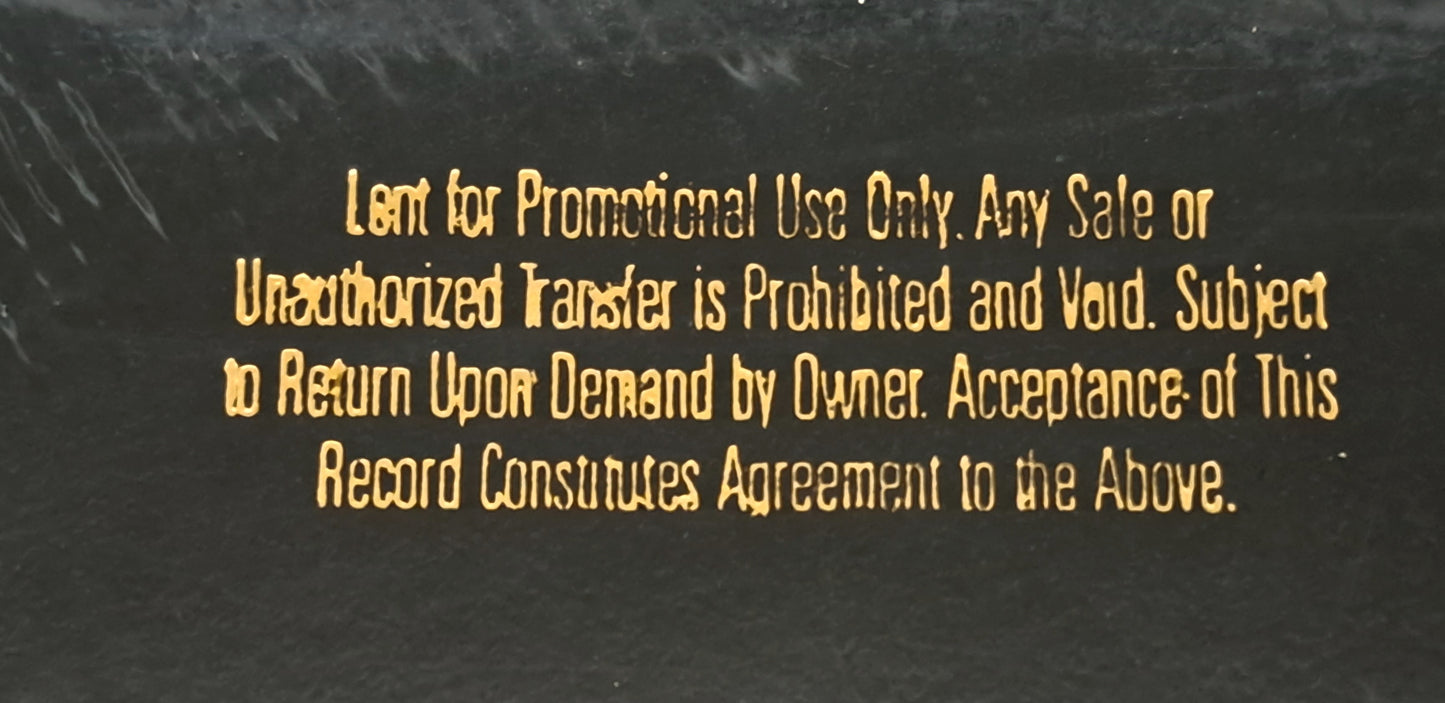 Lent for Promotional Use Only. Any Sale or
Unauthorized Transfer is Prohibited and Void. Subject
to Return Upon Demand by Owner. Acceptance of This
Record Constitutes Agreement to the Above.